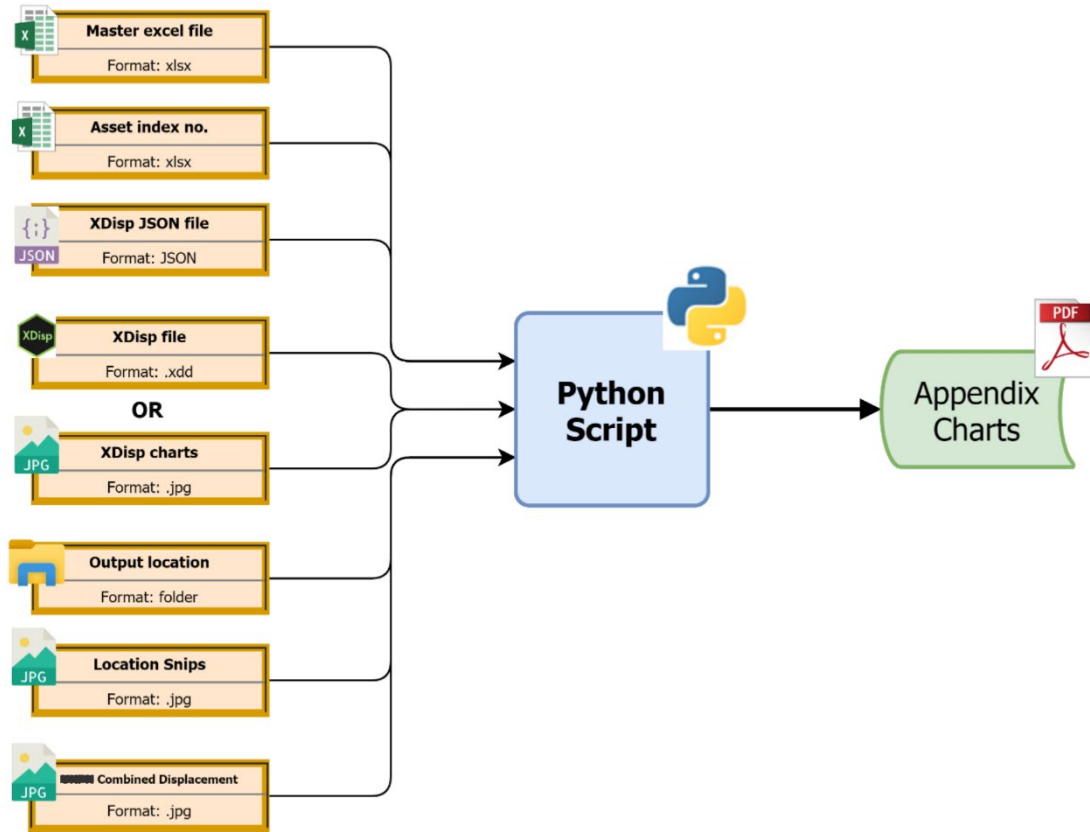 Master excel file
X
Format: xlsx
Asset index no.
X
Format: xlsx
XDisp JSON file
{;}
JSON
Format: JSON
XDisp file
XDisp
Format: .xdd
OR
XDisp charts
JPG
Format: .jpg
Output location
Format: folder
Location Snips
JPG
Format: .jpg
Combined Displacement
JPG
Format: .jpg
Python
Script
PDF
Appendix
Charts